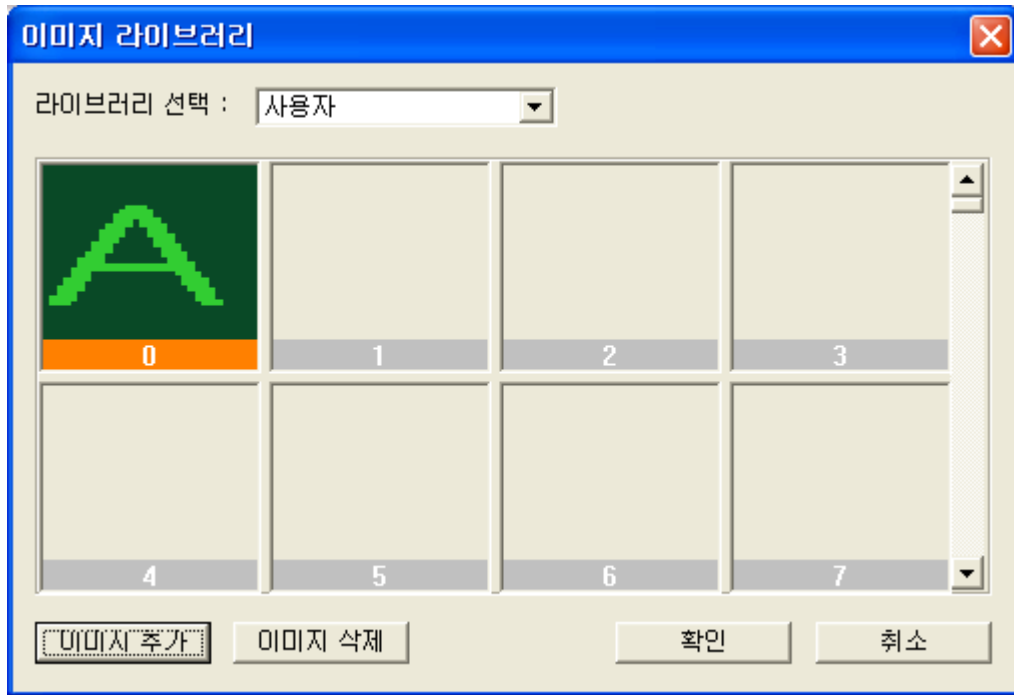 이미지 라이브러리
라이브러리 선택 : 사용자
A
0 1 2 3
4 5 6 7
이미지 추가 이미지 삭제 확인 취소